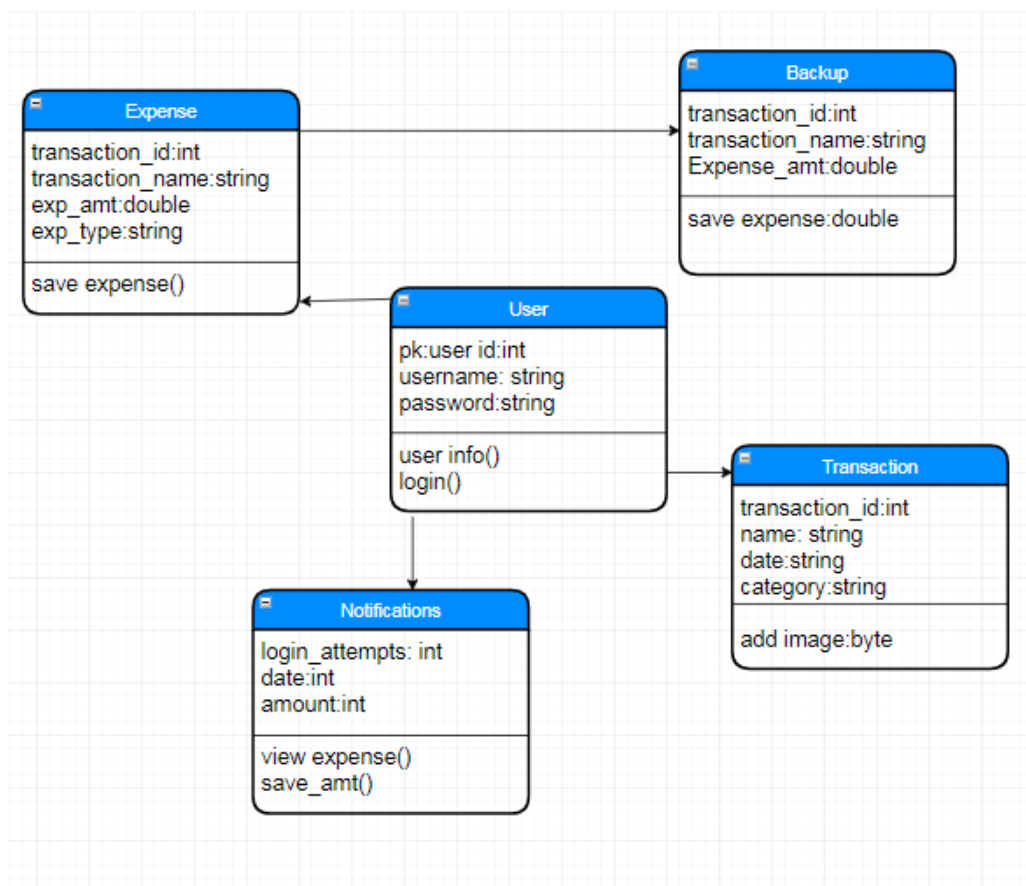 Expense
transaction_id:int
transaction_name:string
exp_amt:double
exp_type:string
save expense()
Backup
transaction_id:int
transaction_name:string
Expense_amt:double
save expense:double
User
pk:user id:int
username: string
password:string
user info()
login()
Transaction
transaction_id:int
name: string
date:string
category:string
add image:byte
Notifications
login_attempts: int
date:int
amount:int
view expense()
save_amt()